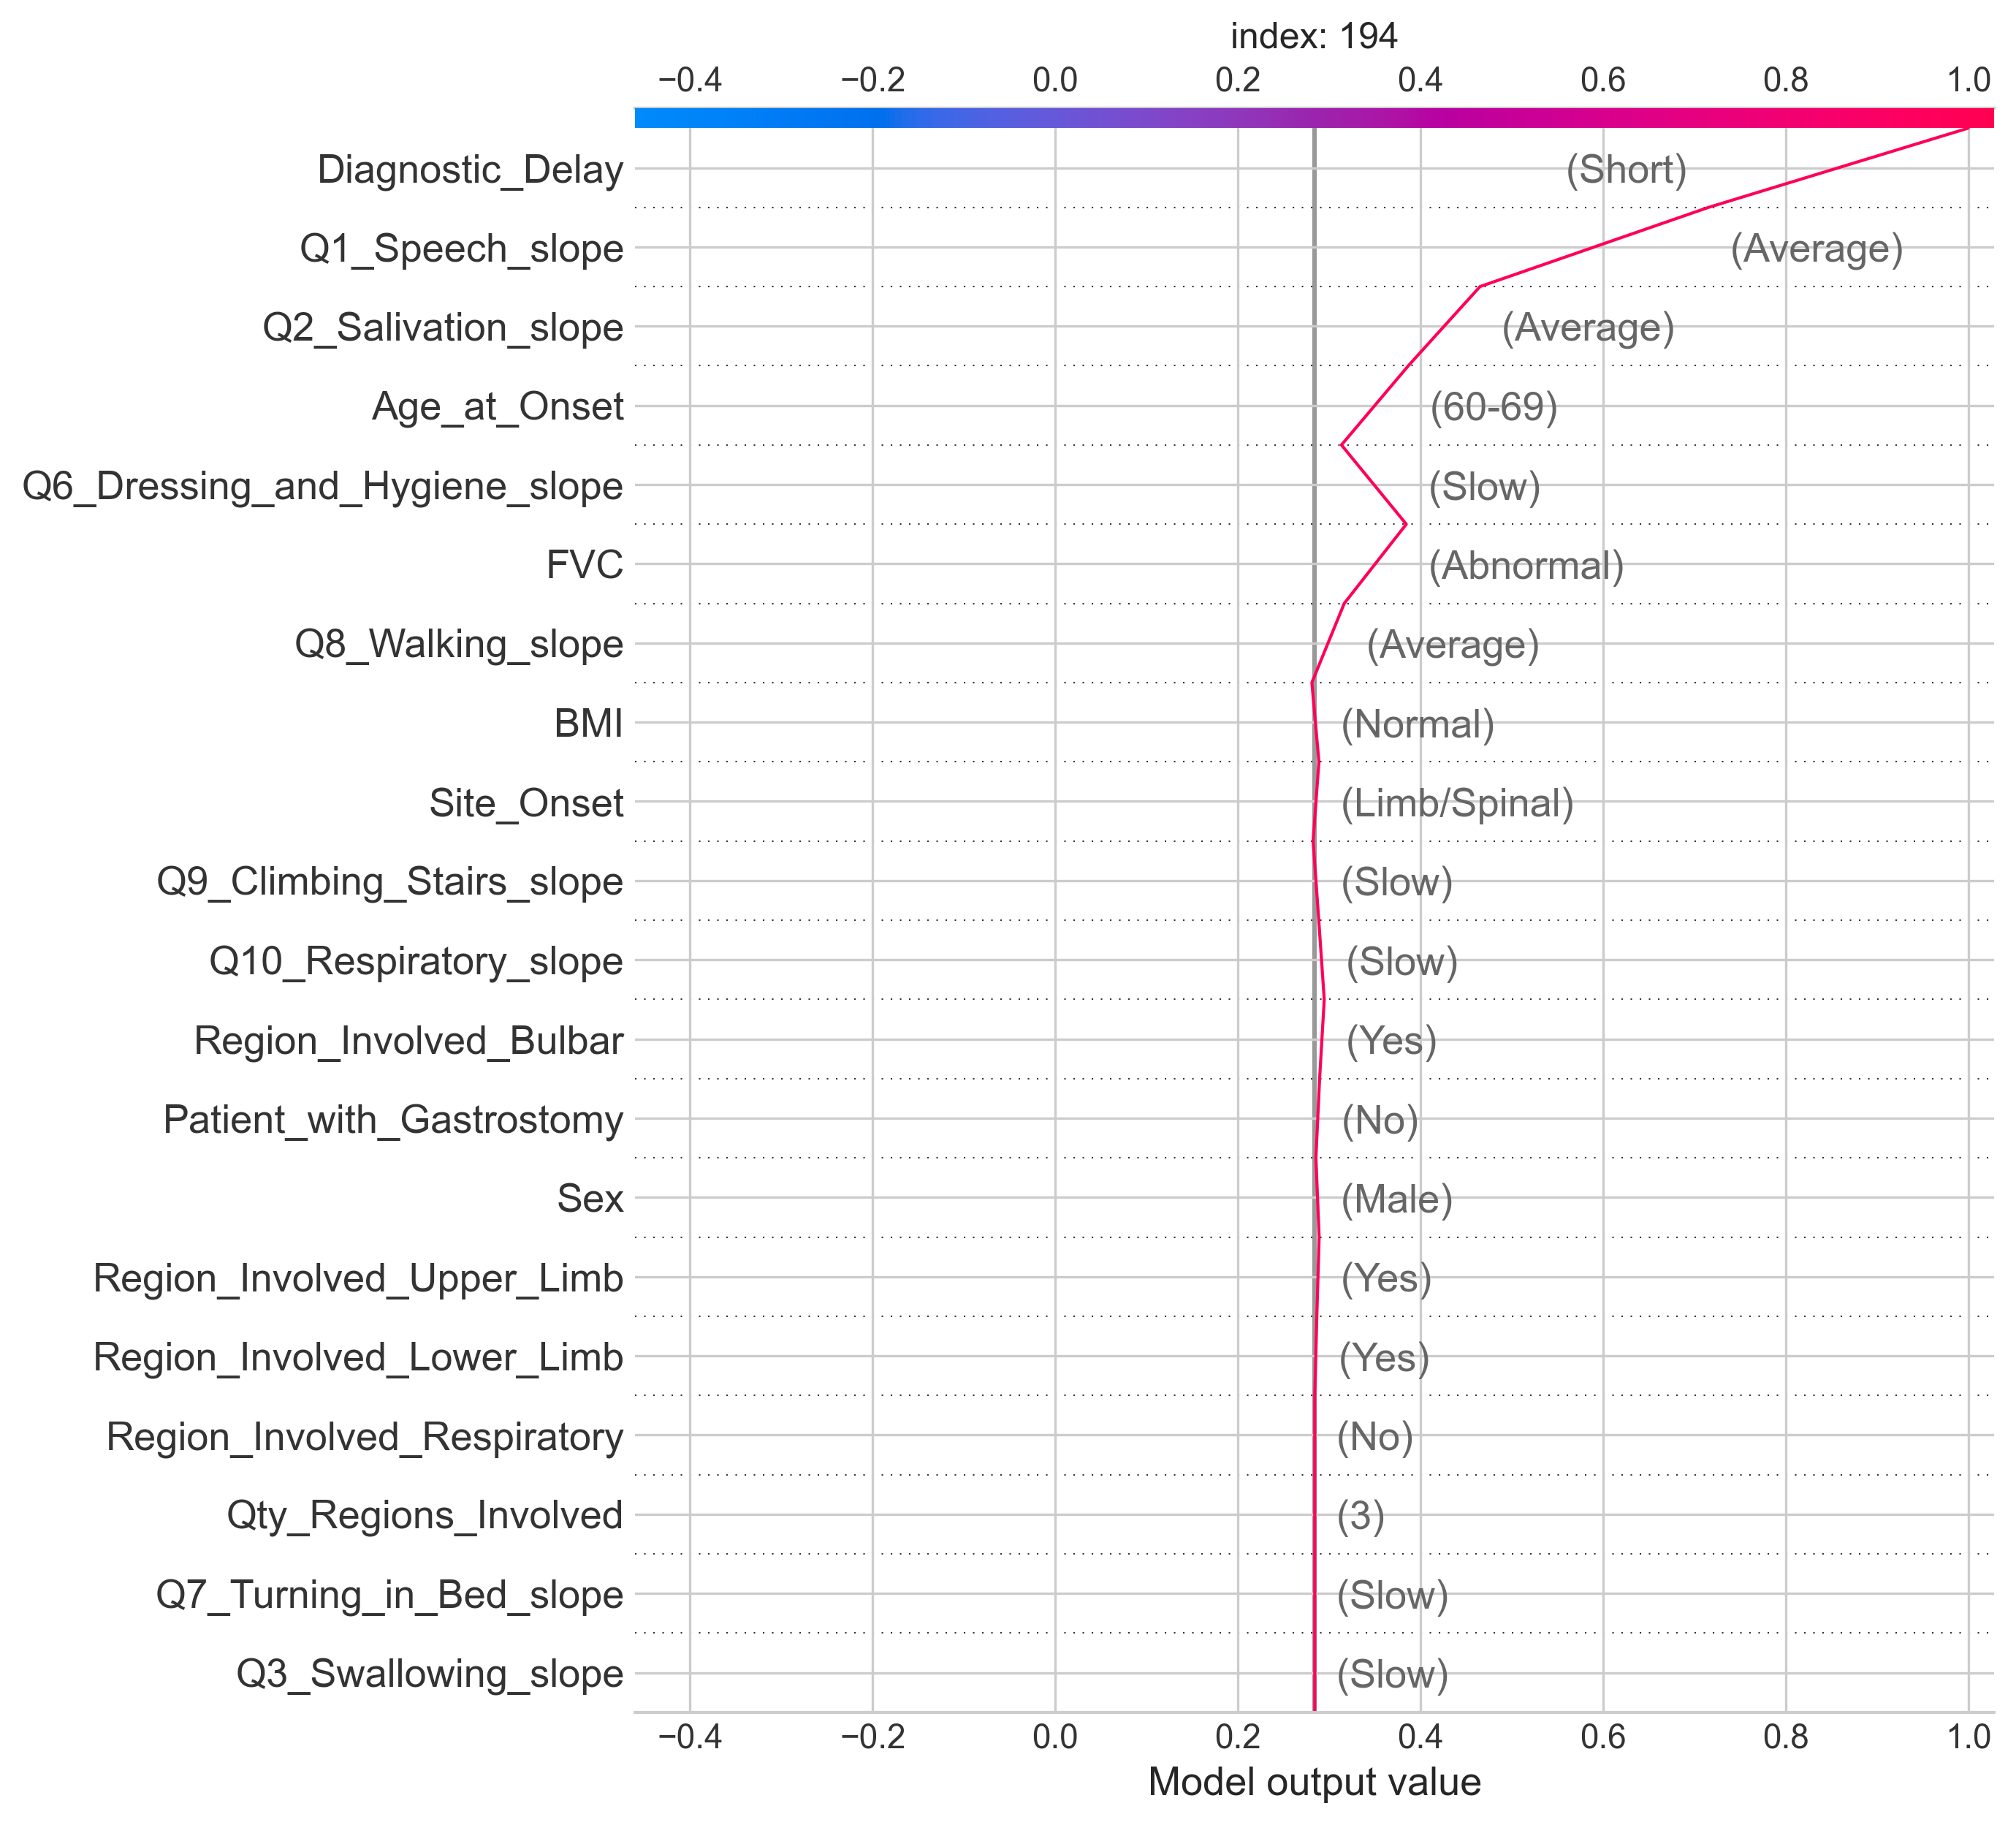 index: 194
−0.4 −0.2 0.0 0.2 0.4 0.6 0.8 1.0
Diagnostic_Delay (Short)
Q1_Speech_slope (Average)
Q2_Salivation_slope (Average)
Age_at_Onset (60-69)
Q6_Dressing_and_Hygiene_slope (Slow)
FVC (Abnormal)
Q8_Walking_slope (Average)
BMI (Normal)
Site_Onset (Limb/Spinal)
Q9_Climbing_Stairs_slope (Slow)
Q10_Respiratory_slope (Slow)
Region_Involved_Bulbar (Yes)
Patient_with_Gastrostomy (No)
Sex (Male)
Region_Involved_Upper_Limb (Yes)
Region_Involved_Lower_Limb (Yes)
Region_Involved_Respiratory (No)
Qty_Regions_Involved (3)
Q7_Turning_in_Bed_slope (Slow)
Q3_Swallowing_slope (Slow)
−0.4 −0.2 0.0 0.2 0.4 0.6 0.8 1.0
Model output value